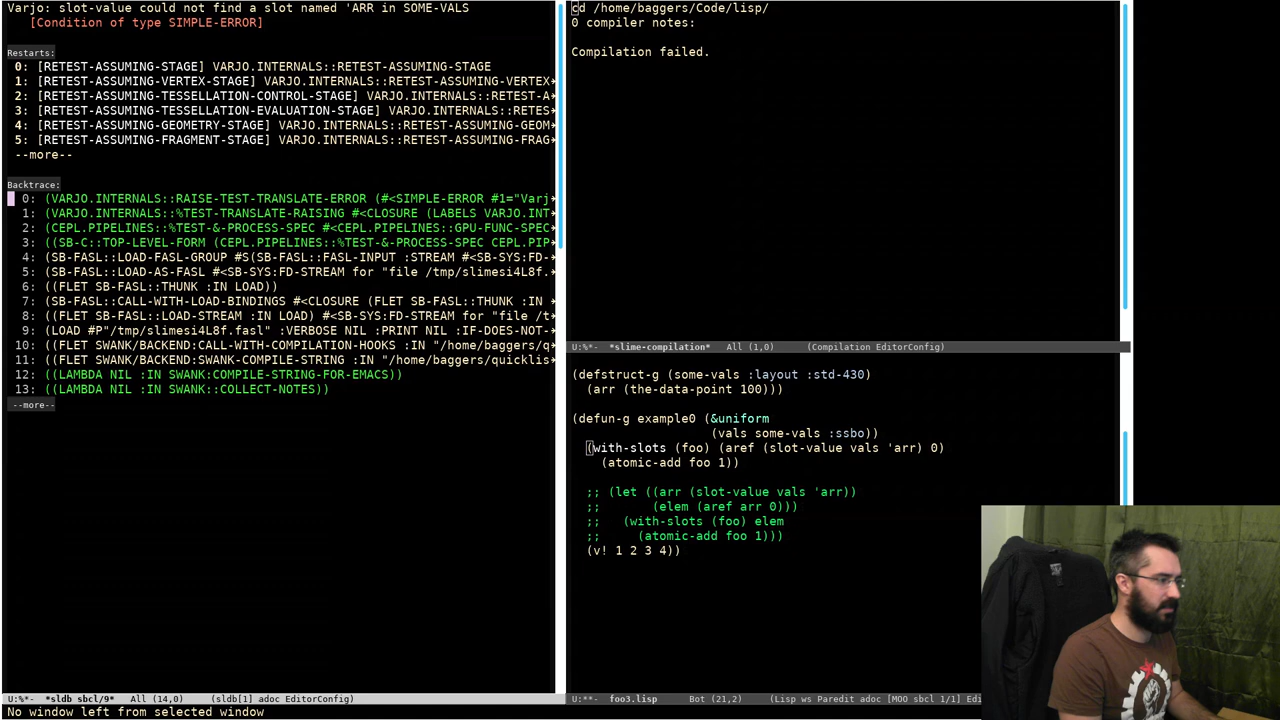 Varjo: slot-value could not find a slot named 'ARR in SOME-VALS
[Condition of type SIMPLE-ERROR]
Restarts:
0: [RETEST-ASSUMING-STAGE] VARJO.INTERNALS::RETEST-ASSUMING-STAGE
1: [RETEST-ASSUMING-VERTEX-STAGE] VARJO.INTERNALS::RETEST-ASSUMING-VERTEX
2: [RETEST-ASSUMING-TESSELLATION-CONTROL-STAGE] VARJO.INTERNALS::RETEST-A
3: [RETEST-ASSUMING-TESSELLATION-EVALUATION-STAGE] VARJO.INTERNALS::RETES
4: [RETEST-ASSUMING-GEOMETRY-STAGE] VARJO.INTERNALS::RETEST-ASSUMING-GEOM
5: [RETEST-ASSUMING-FRAGMENT-STAGE] VARJO.INTERNALS::RETEST-ASSUMING-FRAG
--more--
Backtrace:
0: (VARJO.INTERNALS::RAISE-TEST-TRANSLATE-ERROR (#<SIMPLE-ERROR #1="Varj
1: (VARJO.INTERNALS::%TEST-TRANSLATE-RAISING #<CLOSURE (LABELS VARJO.INT
2: (CEPL.PIPELINES::%TEST-&-PROCESS-SPEC #<CEPL.PIPELINES::GPU-FUNC-SPEC
3: ((SB-C::TOP-LEVEL-FORM (CEPL.PIPELINES::%TEST-&-PROCESS-SPEC CEPL.PIP
4: (SB-FASL::LOAD-FASL-GROUP #S(SB-FASL::FASL-INPUT :STREAM #<SB-SYS:FD-
5: (SB-FASL::LOAD-AS-FASL #<SB-SYS:FD-STREAM for "file /tmp/slimesi4L8f.
6: ((FLET SB-FASL::THUNK :IN LOAD))
7: (SB-FASL::CALL-WITH-LOAD-BINDINGS #<CLOSURE (FLET SB-FASL::THUNK :IN
8: ((FLET SB-FASL::LOAD-STREAM :IN LOAD) #<SB-SYS:FD-STREAM for "file /t
9: (LOAD #P"/tmp/slimesi4L8f.fasl" :VERBOSE NIL :PRINT NIL :IF-DOES-NOT-
10: ((FLET SWANK/BACKEND:CALL-WITH-COMPILATION-HOOKS :IN "/home/baggers/q
11: ((FLET SWANK/BACKEND:SWANK-COMPILE-STRING :IN "/home/baggers/quicklis
12: ((LAMBDA NIL :IN SWANK:COMPILE-STRING-FOR-EMACS))
13: ((LAMBDA NIL :IN SWANK::COLLECT-NOTES))
--more--
U:%*-  *sldb sbcl/9*   All (14,0)     (sldb[1] adoc EditorConfig)
No window left from selected window
cd /home/baggers/Code/lisp/
0 compiler notes:
Compilation failed.
U:%*-  *slime-compilation*   All (1,0)     (Compilation EditorConfig)
(defstruct-g (some-vals :layout :std-430)
(arr (the-data-point 100)))
(defun-g example0 (&uniform
(vals some-vals :ssbo))
(with-slots (foo) (aref (slot-value vals 'arr) 0)
(atomic-add foo 1))
;; (let ((arr (slot-value vals 'arr))
;;       (elem (aref arr 0)))
;;   (with-slots (foo) elem
;;     (atomic-add foo 1)))
(v! 1 2 3 4))
U:**-  foo3.lisp      Bot (21,2)     (Lisp ws Paredit adoc [MOO sbcl 1/1] Edi